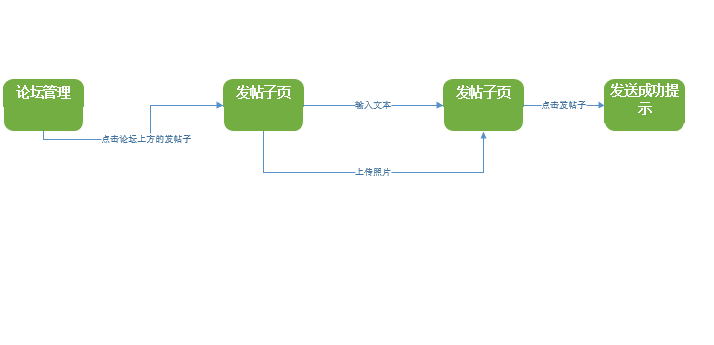 论坛管理
发帖子页
发帖子页
发送成功提
示
输入文本
点击发帖子
点击论坛上方的发帖子
上传照片